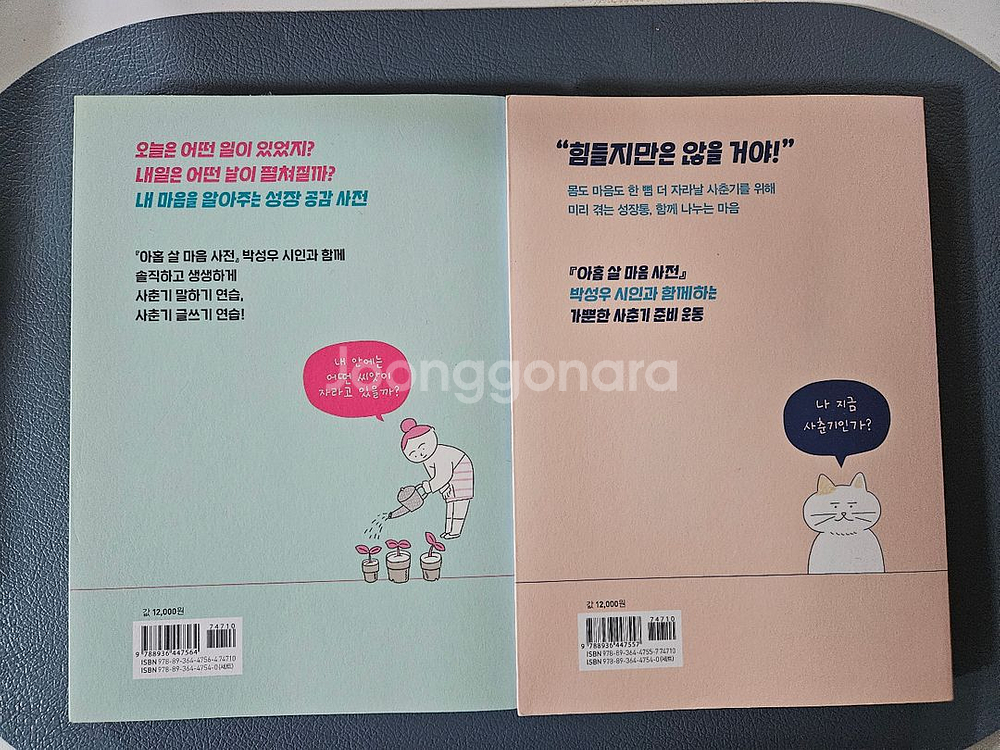 오늘은 어떤 일이 있었지?
내일은 어떤 날이 펼쳐질까?
내 마음을 알아주는 성장 공감 사전
『아홉 살 마음 사전』 박성우 시인과 함께
솔직하고 생생하게
사춘기 말하기 연습,
사춘기 글쓰기 연습!
내 안에는
어떤 씨앗이
자라고 있을까?
값 12,000원
74710
9 788936 447564
ISBN 978-89-364-4756-4 74710
ISBN 978-89-364-4754-0 (세트)
“힘들지만은 않을 거야!”
몸도 마음도 한 뼘 더 자라날 사춘기를 위해
미리 겪는 성장통, 함께 나누는 마음
『아홉 살 마음 사전』
박성우 시인과 함께하는
가뿐한 사춘기 준비 운동
나 지금
사춘기인가?
값 12,000원
74710
9 788936 447557
ISBN 978-89-364-4755-7 74710
ISBN 978-89-364-4754-0 (세트)
Joonggonara